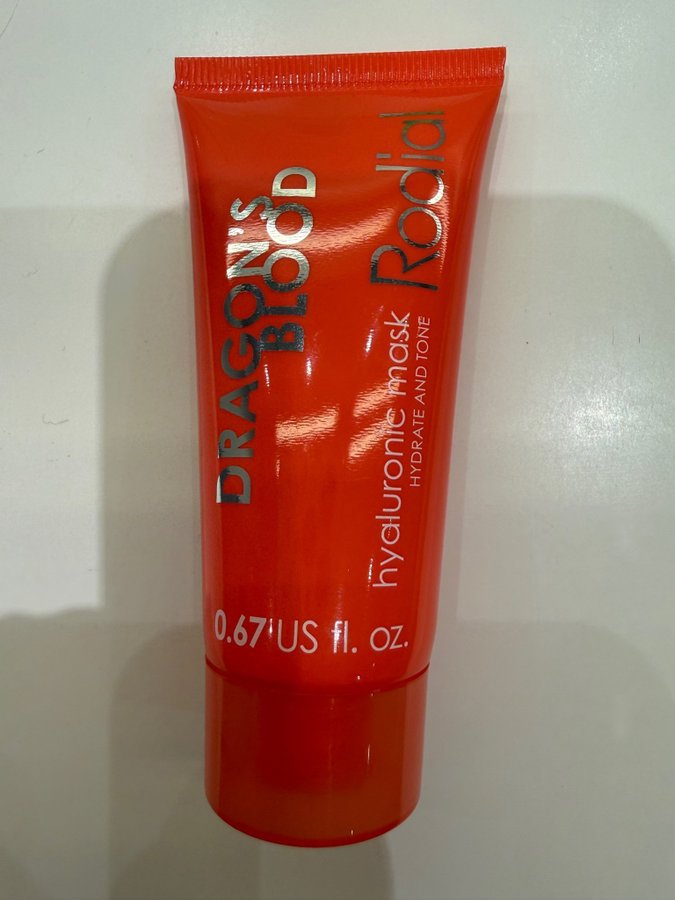 Rodial
DRAGON'S
BLOOD
hyaluronic mask
HYDRATE AND TONE
0.67 US fl. oz.